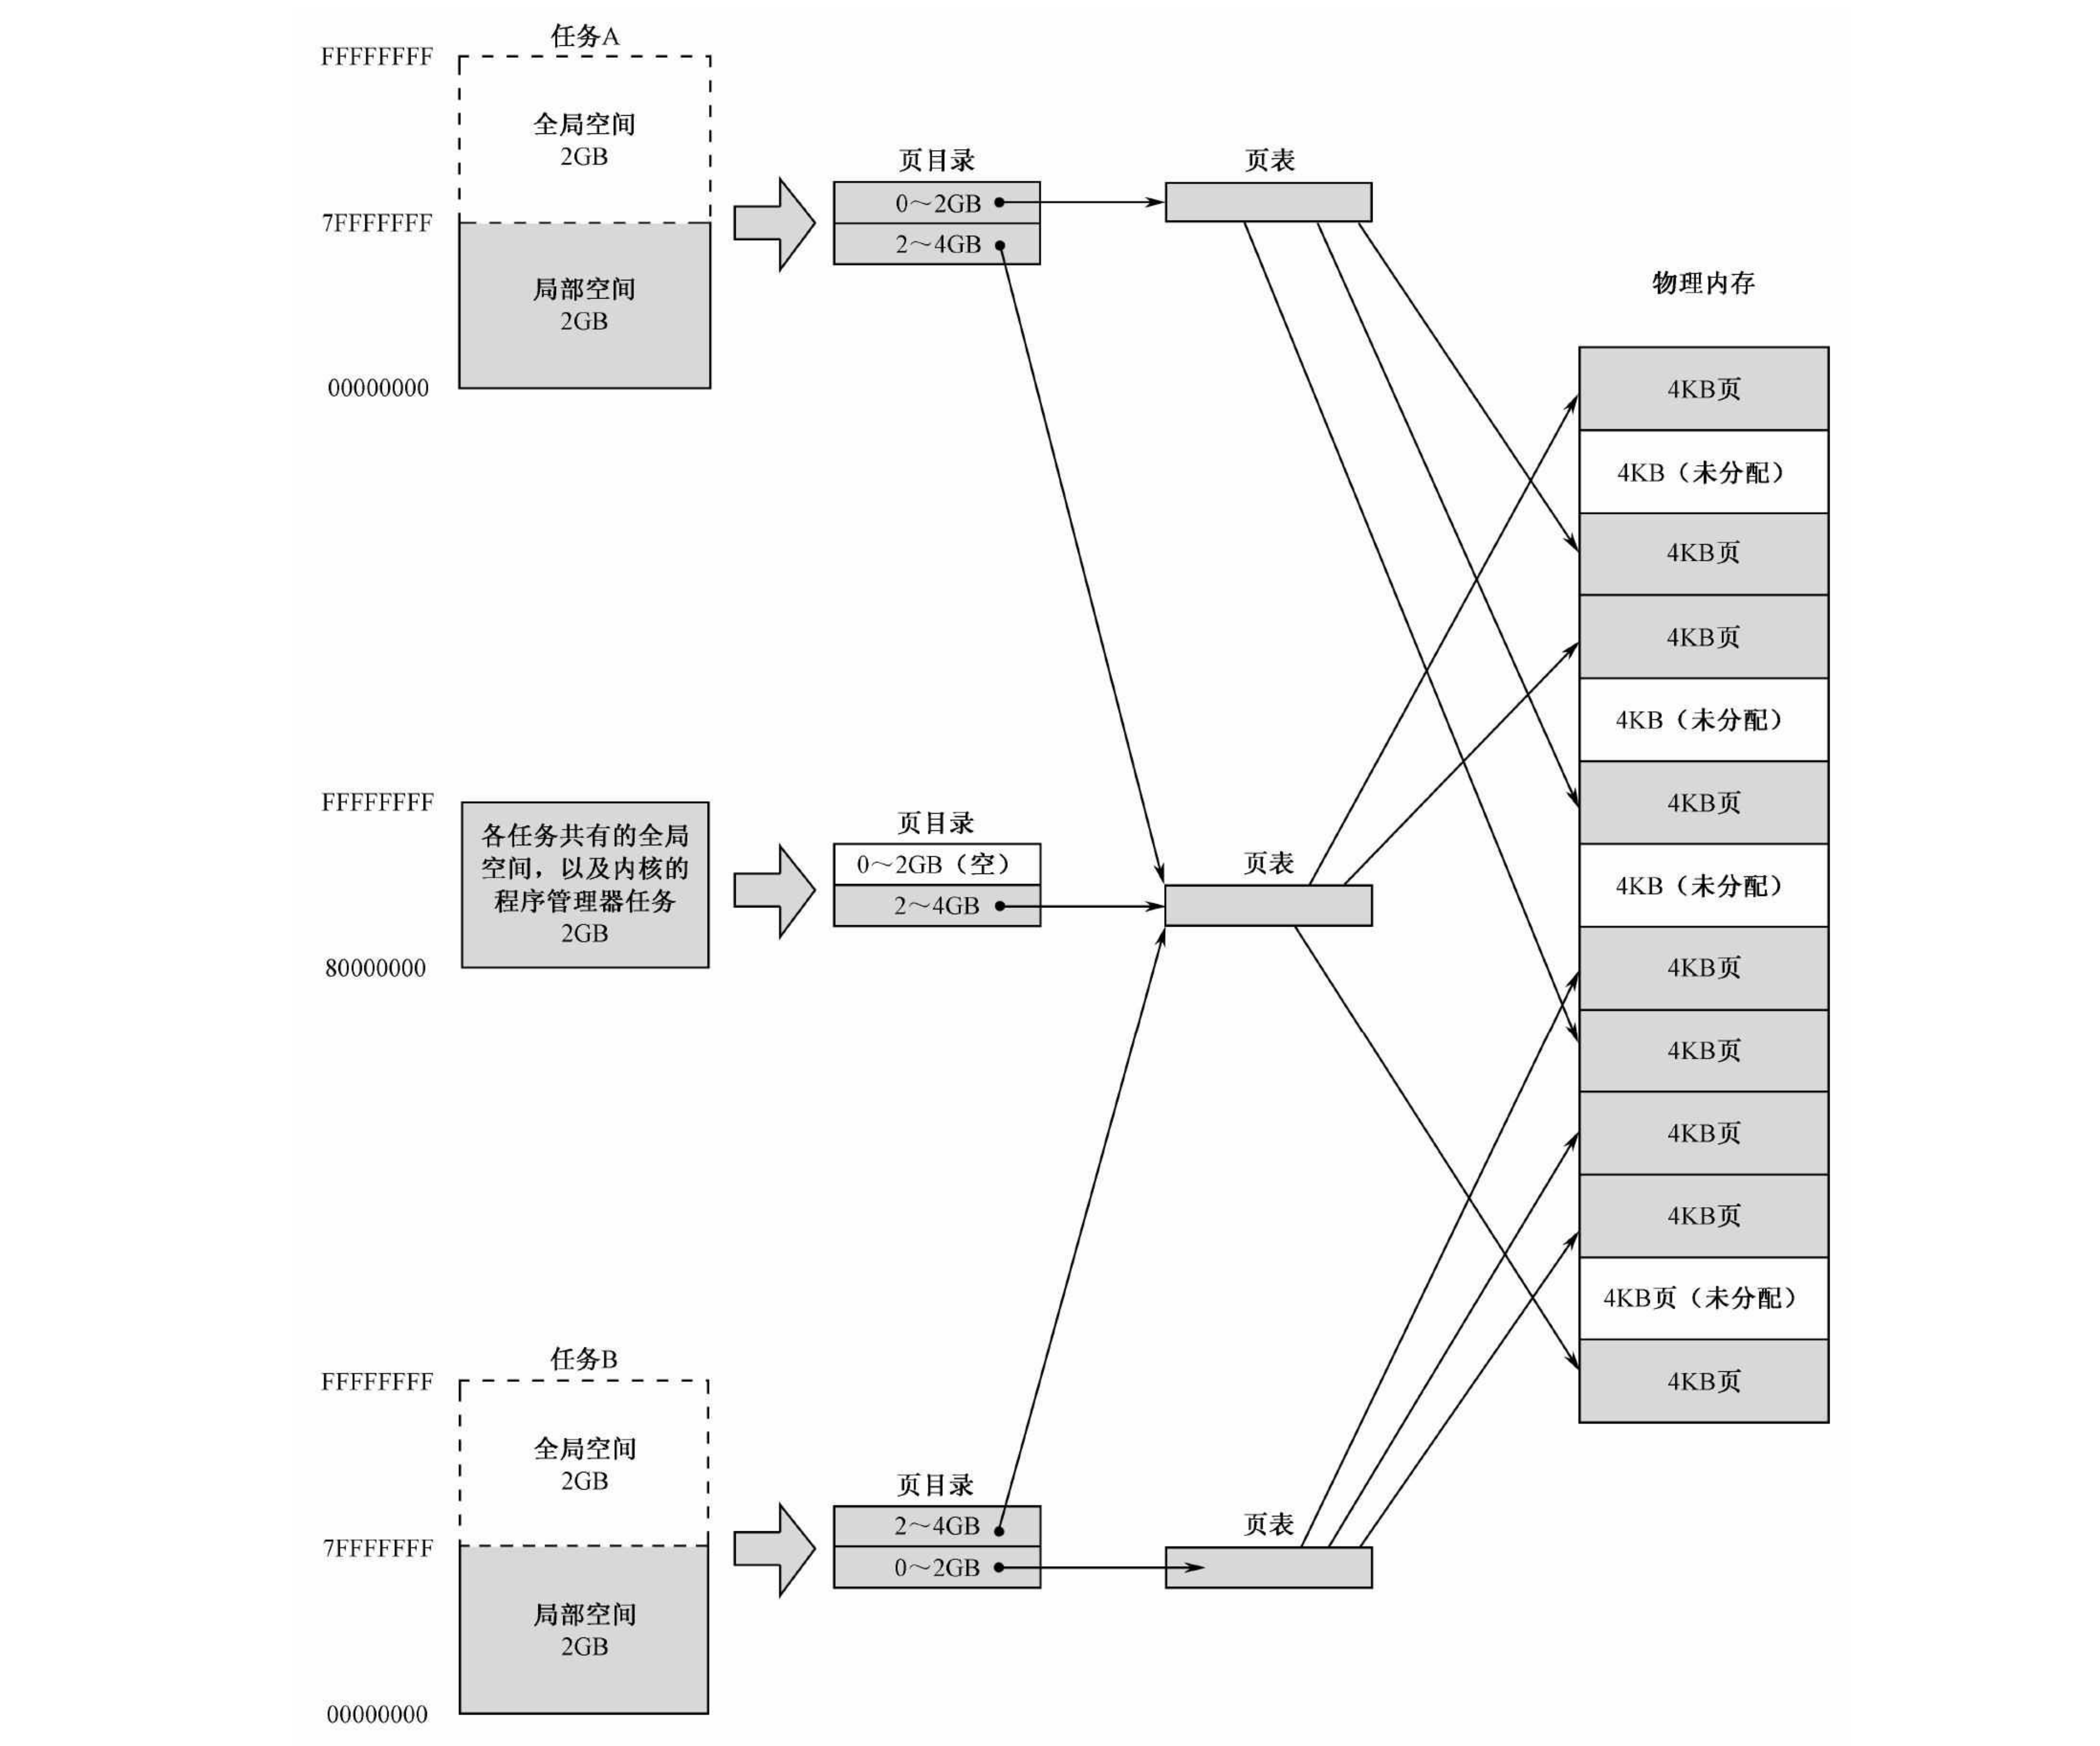 任务A
FFFFFFFF
全局空间
2GB
7FFFFFFF
局部空间
2GB
00000000
页目录
0～2GB
2～4GB
页表
物理内存
4KB页
4KB（未分配）
4KB页
4KB页
4KB（未分配）
4KB页
4KB（未分配）
4KB页
4KB页
4KB页
4KB页
4KB页（未分配）
4KB页
FFFFFFFF
各任务共有的全局
空间，以及内核的
程序管理器任务
2GB
80000000
页目录
0～2GB（空）
2～4GB
页表
任务B
FFFFFFFF
全局空间
2GB
7FFFFFFF
局部空间
2GB
00000000
页目录
2～4GB
0～2GB
页表